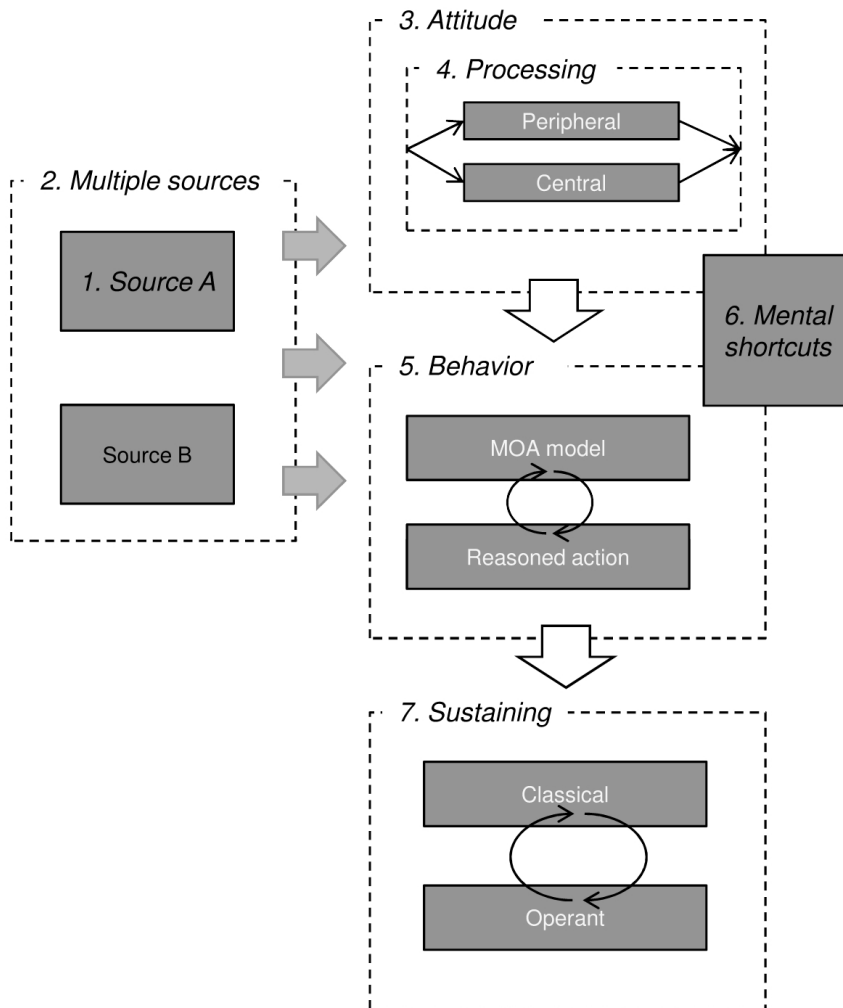 3. Attitude
4. Processing
Peripheral
Central
2. Multiple sources
1. Source A
Source B
6. Mental
shortcuts
5. Behavior
MOA model
Reasoned action
7. Sustaining
Classical
Operant